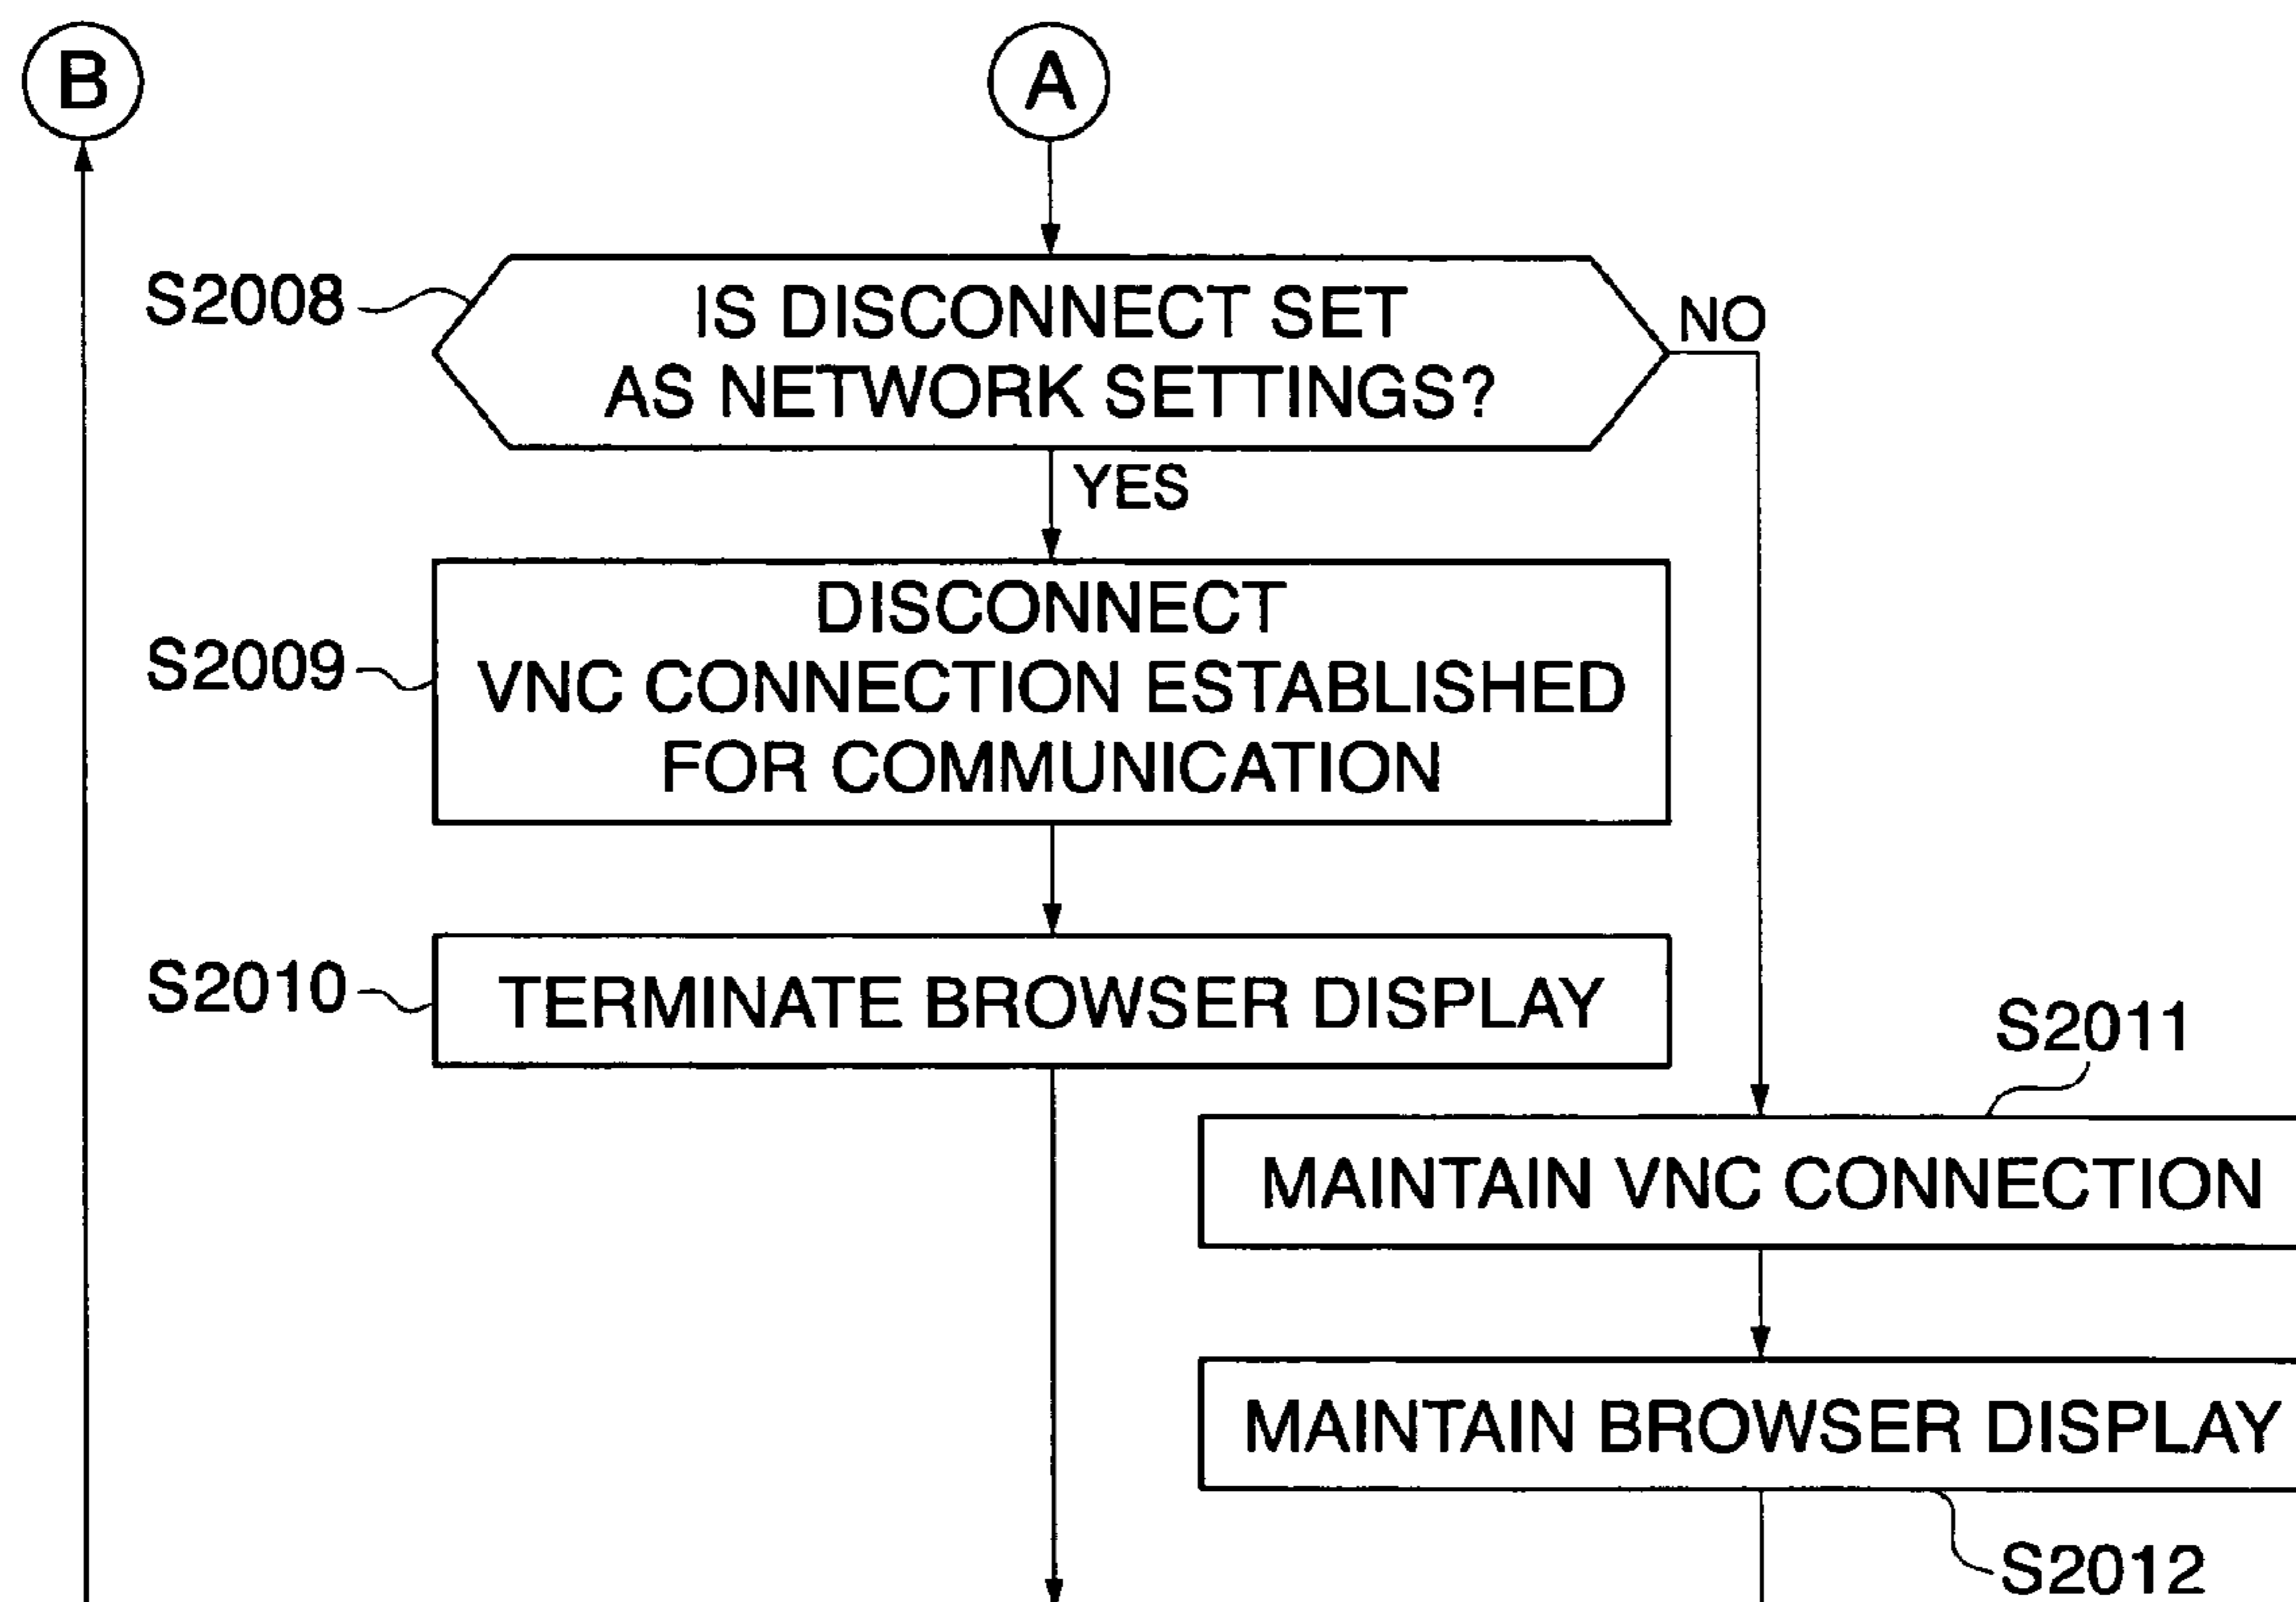 B
A
S2008
IS DISCONNECT SET
AS NETWORK SETTINGS?
NO
YES
S2009
DISCONNECT
VNC CONNECTION ESTABLISHED
FOR COMMUNICATION
S2010
TERMINATE BROWSER DISPLAY
S2011
MAINTAIN VNC CONNECTION
MAINTAIN BROWSER DISPLAY
S2012